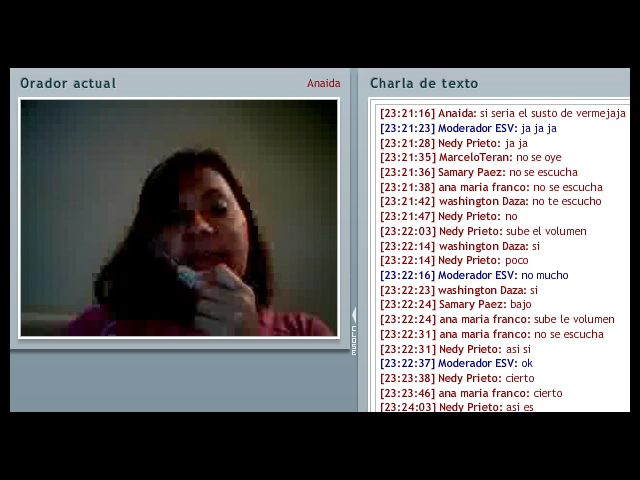 Orador actual
Anaida
Charla de texto
[23:21:16] Anaida: si seria el susto de vermejaja
[23:21:23] Moderador ESV: ja ja ja
[23:21:28] Nedy Prieto: ja ja
[23:21:35] MarceloTeran: no se oye
[23:21:36] Samary Paez: no se escucha
[23:21:38] ana maria franco: no se escucha
[23:21:42] washington Daza: no te escucho
[23:21:47] Nedy Prieto: no
[23:22:03] Nedy Prieto: sube el volumen
[23:22:14] washington Daza: si
[23:22:14] Nedy Prieto: poco
[23:22:16] Moderador ESV: no mucho
[23:22:23] washington Daza: si
[23:22:24] Samary Paez: bajo
[23:22:24] ana maria franco: sube le volumen
[23:22:31] ana maria franco: no se escucha
[23:22:31] Nedy Prieto: asi si
[23:22:37] Moderador ESV: ok
[23:23:38] Nedy Prieto: cierto
[23:23:46] ana maria franco: cierto
[23:24:03] Nedy Prieto: asi es